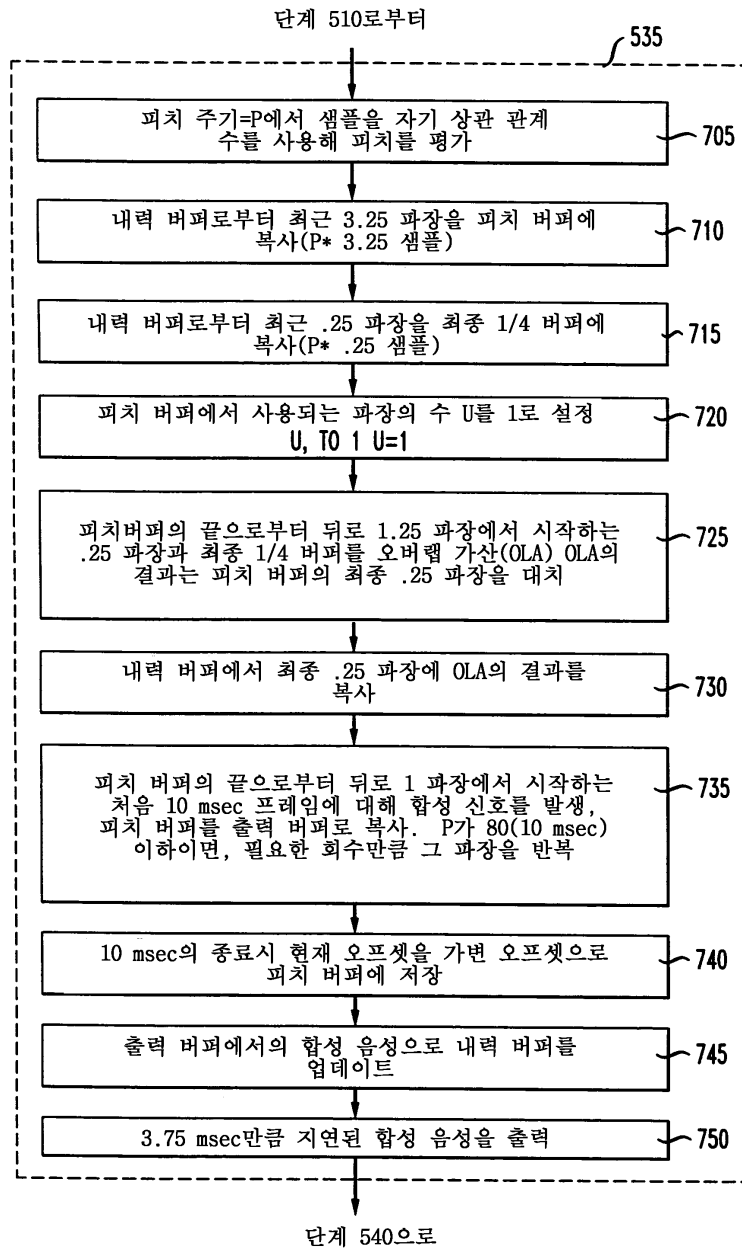 단계 510로부터
535
피치 주기=P에서 샘플을 자기 상관 관계
수를 사용해 피치를 평가
705
내력 버퍼로부터 최근 3.25 파장을 피치 버퍼에
복사(P* 3.25 샘플)
710
내력 버퍼로부터 최근 .25 파장을 최종 1/4 버퍼에
복사(P* .25 샘플)
715
피치 버퍼에서 사용되는 파장의 수 U를 1로 설정
U, TO 1 U=1
720
피치버퍼의 끝으로부터 뒤로 1.25 파장에서 시작하는
.25 파장과 최종 1/4 버퍼를 오버랩 가산(OLA) OLA의
결과는 피치 버퍼의 최종 .25 파장을 대치
725
내력 버퍼에서 최종 .25 파장에 OLA의 결과를
복사
730
피치 버퍼의 끝으로부터 뒤로 1 파장에서 시작하는
처음 10 msec 프레임에 대해 합성 신호를 발생,
피치 버퍼를 출력 버퍼로 복사. P가 80(10 msec)
이하이면, 필요한 회수만큼 그 파장을 반복
735
10 msec의 종료시 현재 오프셋을 가변 오프셋으로
피치 버퍼에 저장
740
출력 버퍼에서의 합성 음성으로 내력 버퍼를
업데이트
745
3.75 msec만큼 지연된 합성 음성을 출력
750
단계 540으로